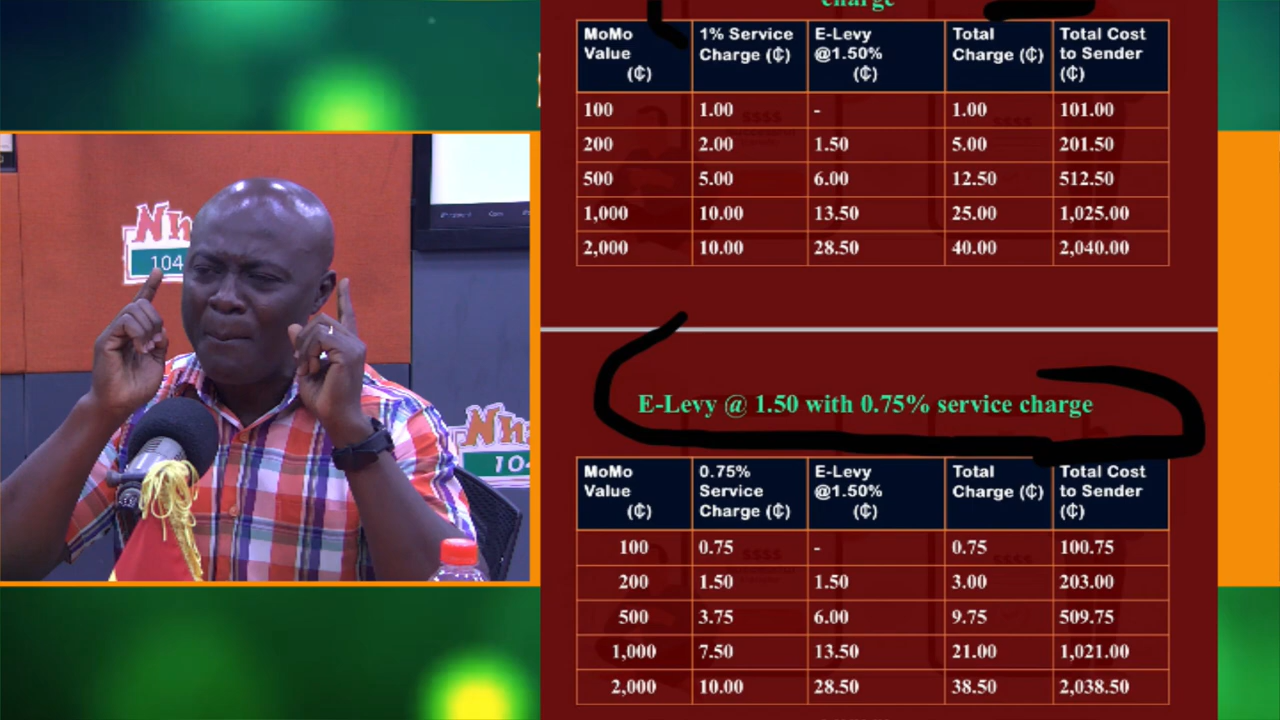 Nh
104
Nh
10
charge
MoMo Value (₵) 1% Service Charge (₵) E-Levy @1.50% (₵) Total Charge (₵) Total Cost to Sender (₵)
100 1.00 - 1.00 101.00
200 2.00 1.50 5.00 201.50
500 5.00 6.00 12.50 512.50
1,000 10.00 13.50 25.00 1,025.00
2,000 10.00 28.50 40.00 2,040.00
E-Levy @ 1.50 with 0.75% service charge
MoMo Value (₵) 0.75% Service Charge (₵) E-Levy @1.50% (₵) Total Charge (₵) Total Cost to Sender (₵)
100 0.75 - 0.75 100.75
200 1.50 1.50 3.00 203.00
500 3.75 6.00 9.75 509.75
1,000 7.50 13.50 21.00 1,021.00
2,000 10.00 28.50 38.50 2,038.50